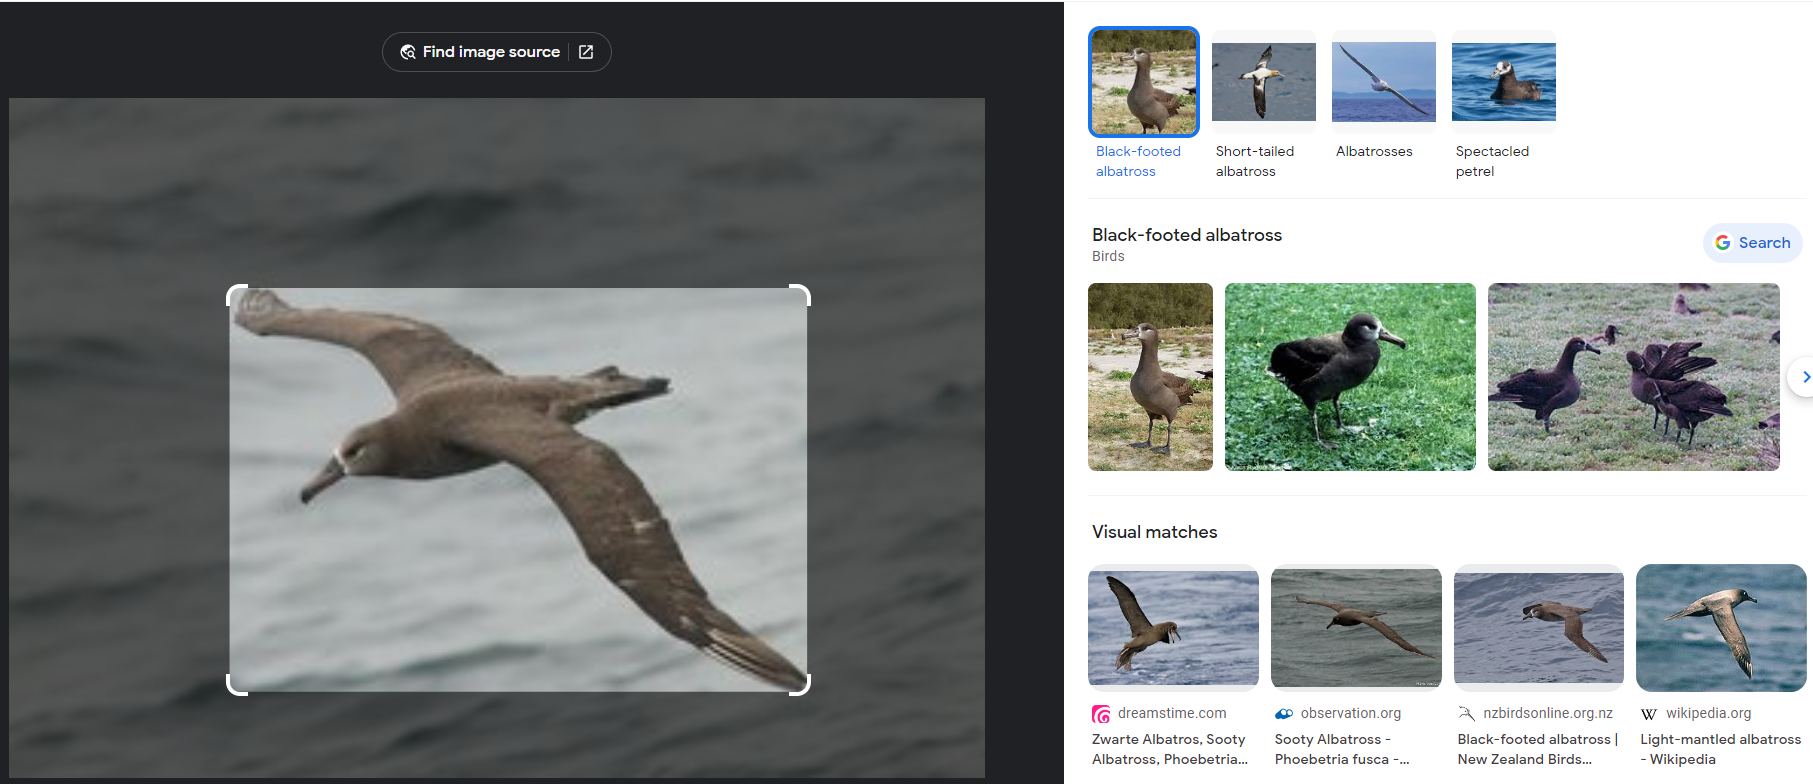 Find image source
Black-footed
albatross
Short-tailed
albatross
Albatrosses
Spectacled
petrel
Black-footed albatross
Birds
Search
Visual matches
dreamstime.com
Zwarte Albatros, Sooty
Albatross, Phoebetria...
observation.org
Sooty Albatross -
Phoebetria fusca -...
nzbirdsonline.org.nz
Black-footed albatross |
New Zealand Birds...
W wikipedia.org
Light-mantled albatross
- Wikipedia